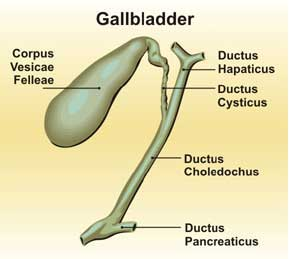 Gallbladder
Corpus
Vesicae
Felleae
Ductus
Hapaticus
Ductus
Cysticus
Ductus
Choledochus
Ductus
Pancreaticus